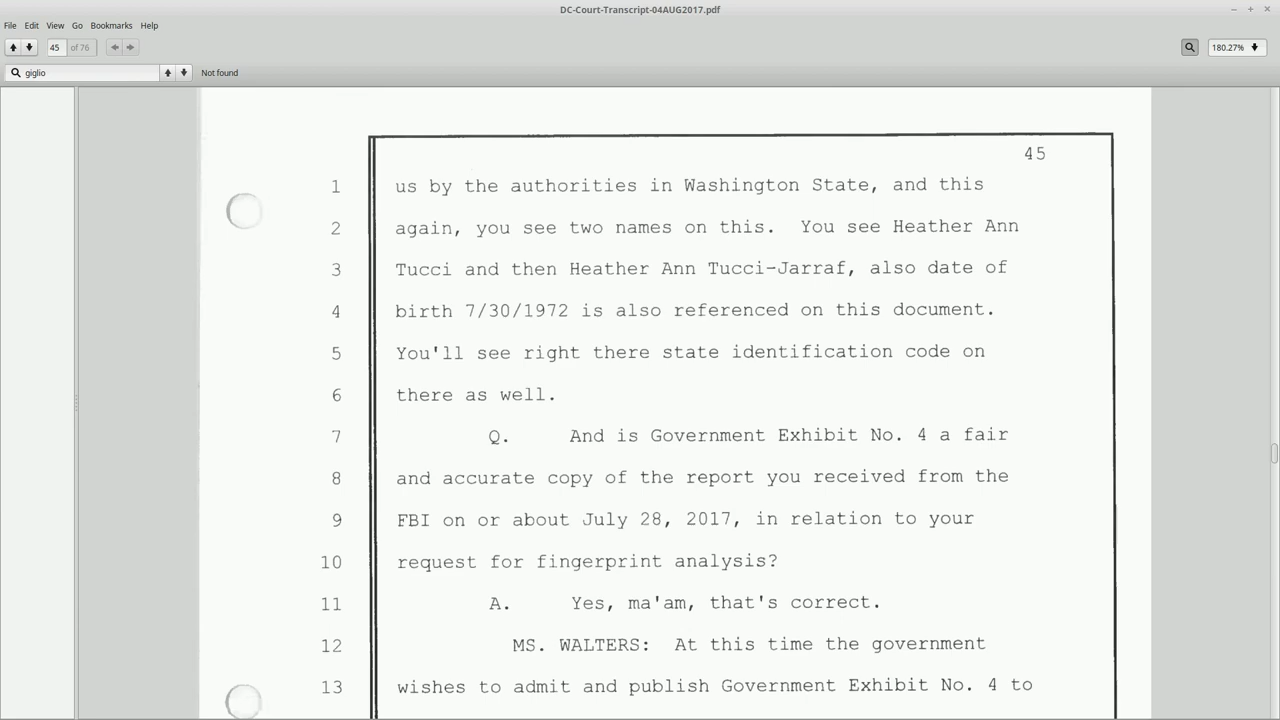 DC-Court-Transcript-04AUG2017.pdf
File Edit View Go Bookmarks Help
45 of 76
180.27%
giglio
Not found
45
1 us by the authorities in Washington State, and this
2 again, you see two names on this. You see Heather Ann
3 Tucci and then Heather Ann Tucci-Jarraf, also date of
4 birth 7/30/1972 is also referenced on this document.
5 You'll see right there state identification code on
6 there as well.
7 Q. And is Government Exhibit No. 4 a fair
8 and accurate copy of the report you received from the
9 FBI on or about July 28, 2017, in relation to your
10 request for fingerprint analysis?
11 A. Yes, ma'am, that's correct.
12 MS. WALTERS: At this time the government
13 wishes to admit and publish Government Exhibit No. 4 to